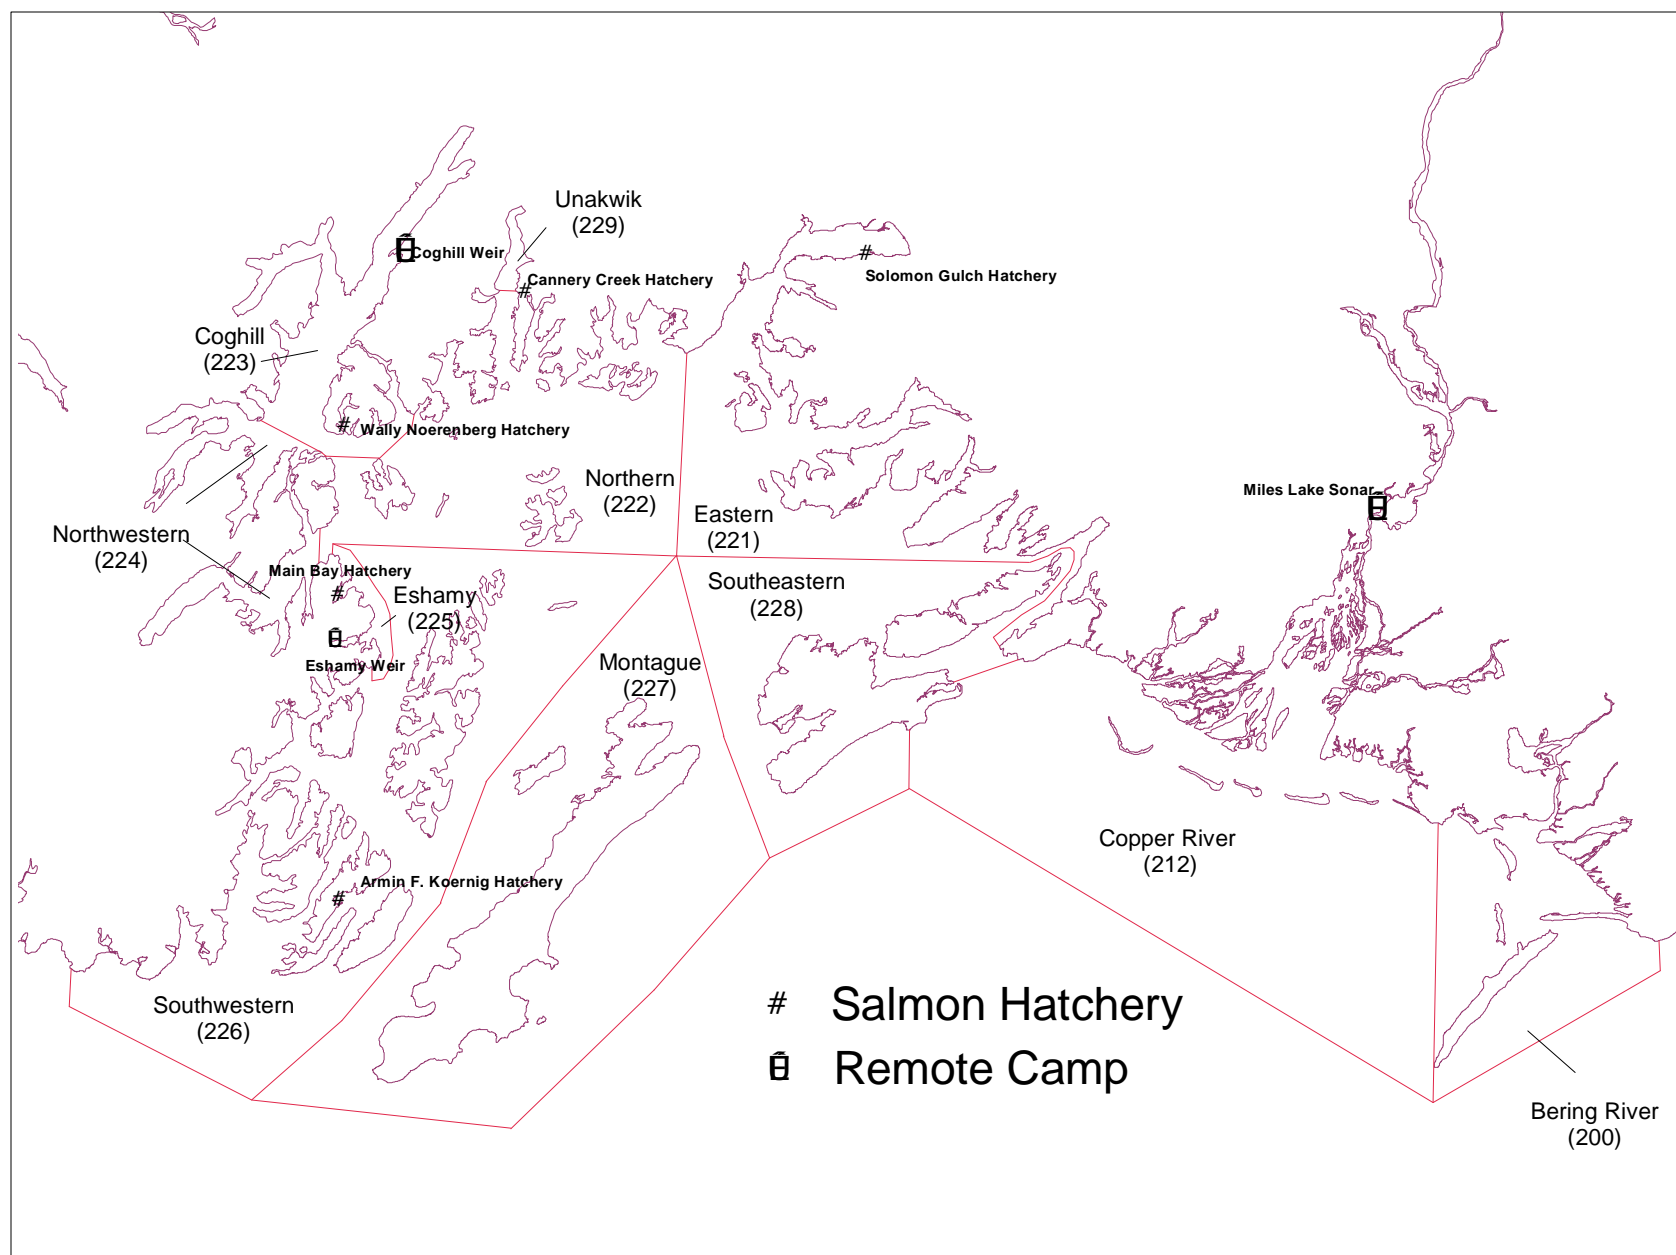 Unakwik
(229)
Coghill Weir
Cannery Creek Hatchery
#
#
Solomon Gulch Hatchery
Coghill
(223)
#
Wally Noerenberg Hatchery
Northern
(222)
Miles Lake Sonar
Eastern
(221)
Northwestern
(224)
Main Bay Hatchery
#
Eshamy
(225)
Southeastern
(228)
Eshamy Weir
Montague
(227)
Copper River
(212)
Armin F. Koernig Hatchery
#
Southwestern
(226)
# Salmon Hatchery
Remote Camp
Bering River
(200)